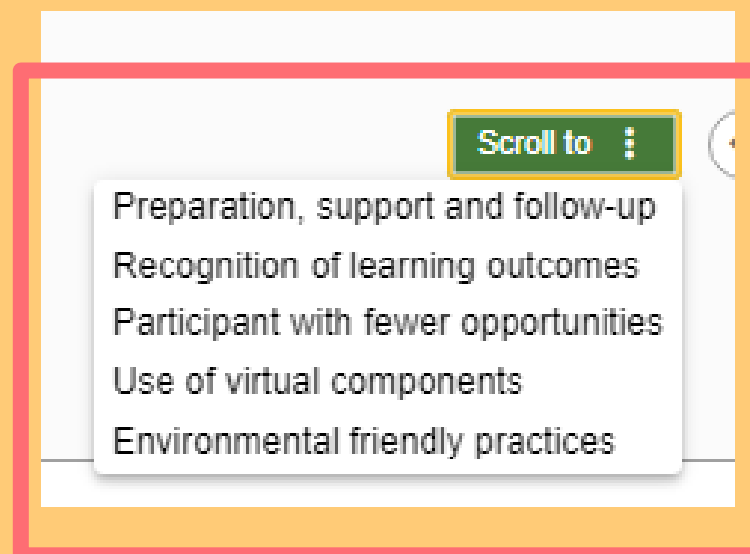 Scroll to
Preparation, support and follow-up
Recognition of learning outcomes
Participant with fewer opportunities
Use of virtual components
Environmental friendly practices